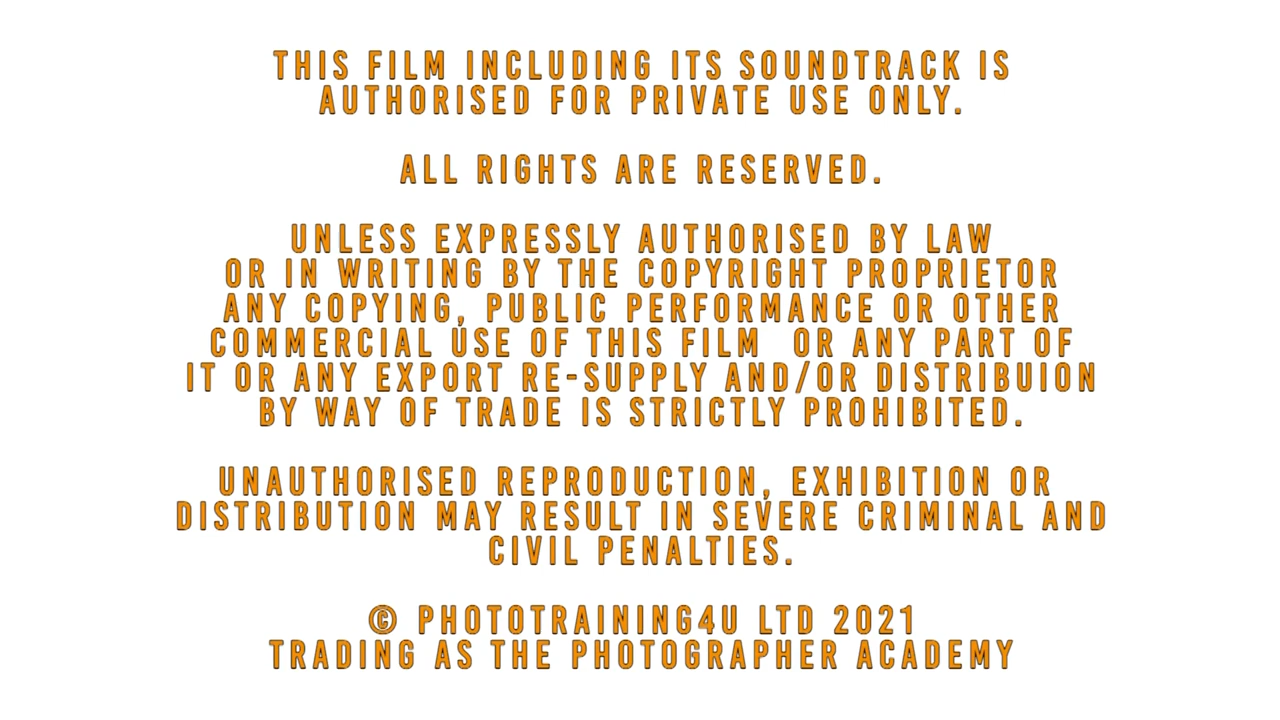 THIS FILM INCLUDING ITS SOUNDTRACK IS
AUTHORISED FOR PRIVATE USE ONLY.
ALL RIGHTS ARE RESERVED.
UNLESS EXPRESSLY AUTHORISED BY LAW
OR IN WRITING BY THE COPYRIGHT PROPRIETOR
ANY COPYING, PUBLIC PERFORMANCE OR OTHER
COMMERCIAL USE OF THIS FILM  OR ANY PART OF
IT OR ANY EXPORT RE-SUPPLY AND/OR DISTRIBUION
BY WAY OF TRADE IS STRICTLY PROHIBITED.
UNAUTHORISED REPRODUCTION, EXHIBITION OR
DISTRIBUTION MAY RESULT IN SEVERE CRIMINAL AND
CIVIL PENALTIES.
© PHOTOTRAINING4U LTD 2021
TRADING AS THE PHOTOGRAPHER ACADEMY